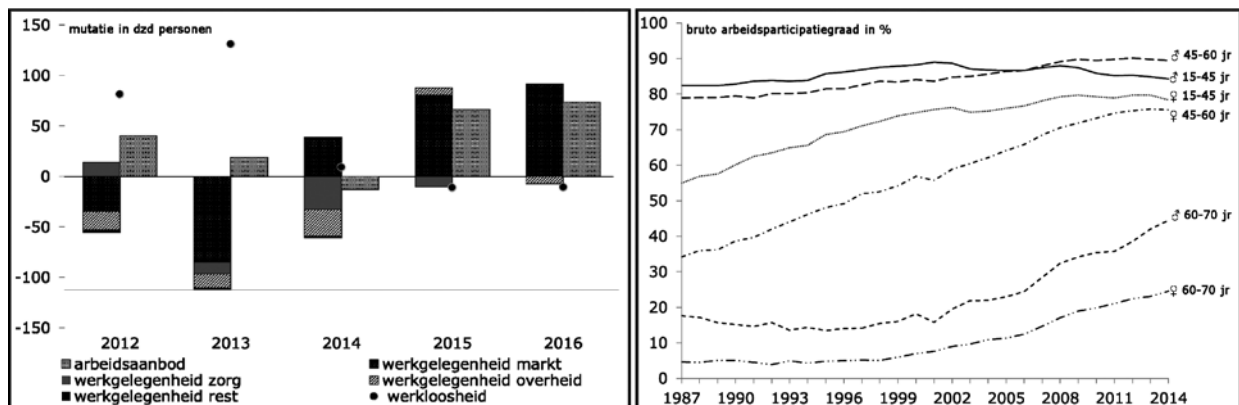 mutatie in dzd personen
150
100
50
0
-50
-100
-150
2012 2013 2014 2015 2016
arbeidsaanbod
werkgelegenheid markt
werkgelegenheid zorg
werkgelegenheid overheid
werkgelegenheid rest
werkloosheid
bruto arbeidsparticipatiegraad in %
100
90
80
70
60
50
40
30
20
10
0
♂ 45-60 jr
♂ 15-45 jr
♀ 15-45 jr
♀ 45-60 jr
♂ 60-70 jr
♀ 60-70 jr
1987 1990 1993 1996 1999 2002 2005 2008 2011 2014